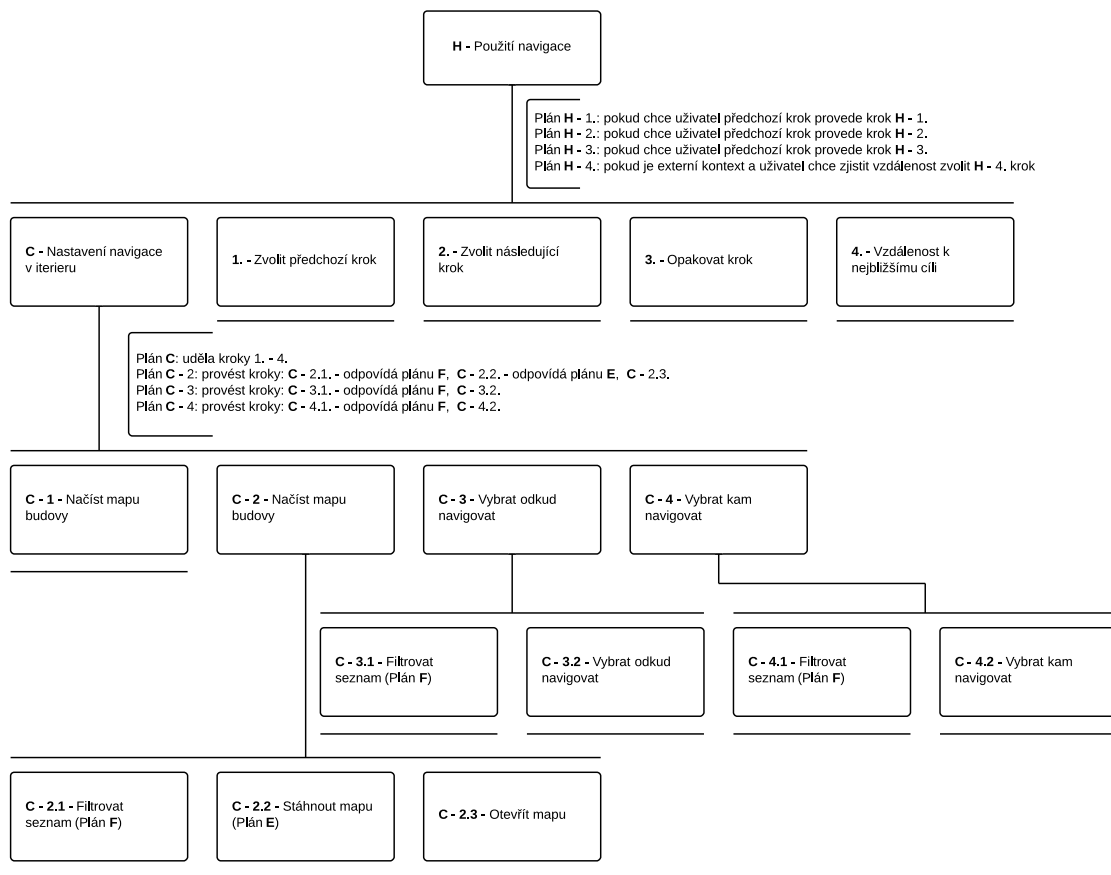 H - Použití navigace
Plán H - 1.: pokud chce uživatel předchozí krok provede krok H - 1.
Plán H - 2.: pokud chce uživatel předchozí krok provede krok H - 2.
Plán H - 3.: pokud chce uživatel předchozí krok provede krok H - 3.
Plán H - 4.: pokud je externí kontext a uživatel chce zjistit vzdálenost zvolit H - 4. krok
C - Nastavení navigace
v iterieru
1. - Zvolit předchozí krok
2. - Zvolit následující
krok
3. - Opakovat krok
4. - Vzdálenost k
nejbližšímu cíli
Plán C: uděla kroky 1. - 4.
Plán C - 2: provést kroky: C - 2.1. - odpovídá plánu F, C - 2.2. - odpovídá plánu E, C - 2.3.
Plán C - 3: provést kroky: C - 3.1. - odpovídá plánu F, C - 3.2.
Plán C - 4: provést kroky: C - 4.1. - odpovídá plánu F, C - 4.2.
C - 1 - Načíst mapu
budovy
C - 2 - Načíst mapu
budovy
C - 3 - Vybrat odkud
navigovat
C - 4 - Vybrat kam
navigovat
C - 3.1 - Filtrovat
seznam (Plán F)
C - 3.2 - Vybrat odkud
navigovat
C - 4.1 - Filtrovat
seznam (Plán F)
C - 4.2 - Vybrat kam
navigovat
C - 2.1 - Filtrovat
seznam (Plán F)
C - 2.2 - Stáhnout mapu
(Plán E)
C - 2.3 - Otevřít mapu